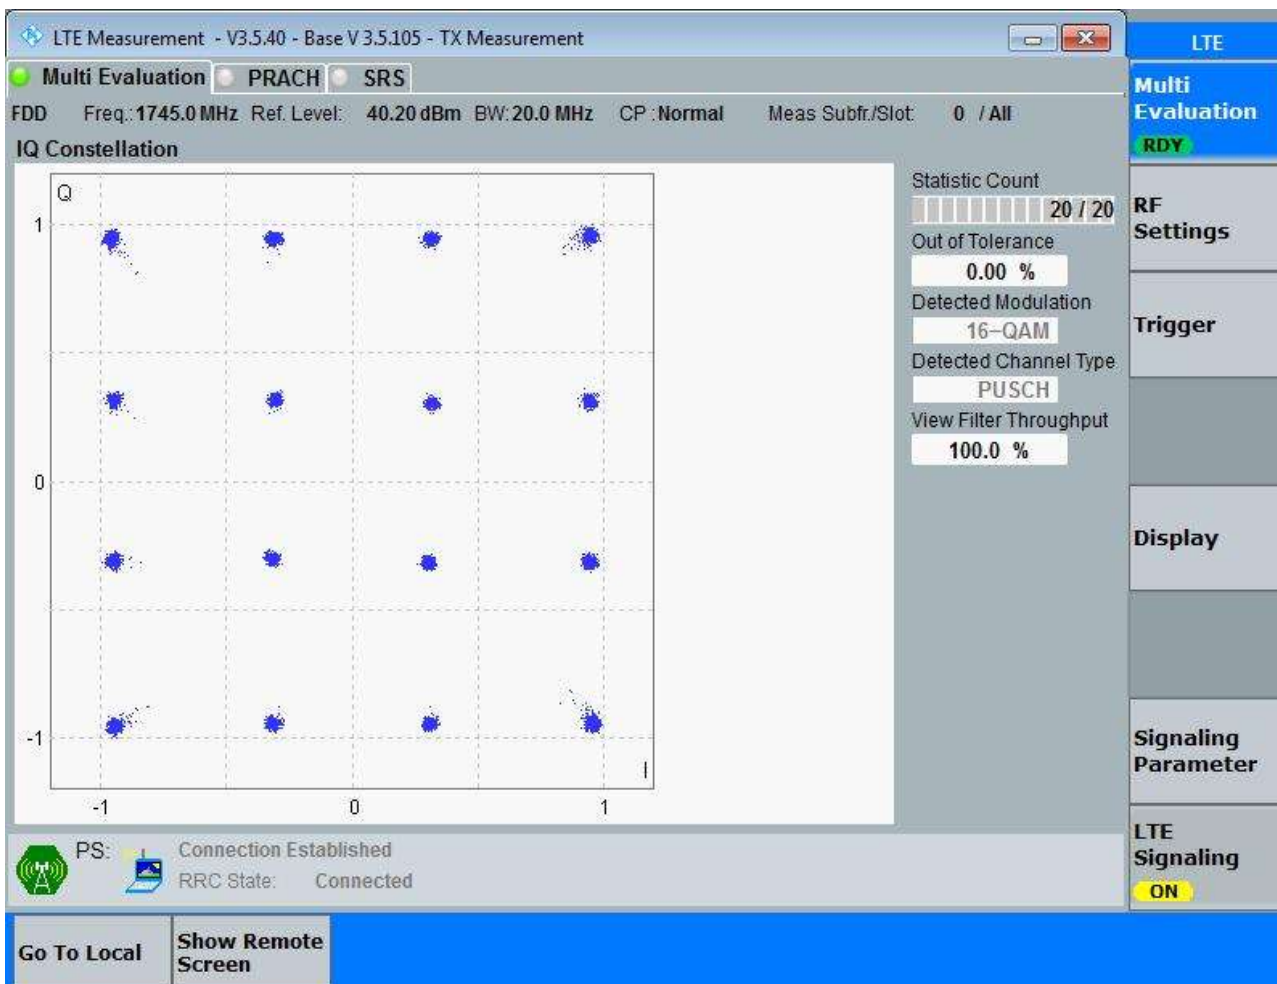 LTE Measurement - V3.5.40 - Base V 3.5.105 - TX Measurement
LTE
Multi Evaluation PRACH SRS
FDD Freq.: 1745.0 MHz Ref. Level: 40.20 dBm BW: 20.0 MHz CP : Normal Meas Subfr./Slot: 0 / All
IQ Constellation
Q
1
0
-1
-1 0 1
I
Statistic Count
20 / 20
Out of Tolerance
0.00 %
Detected Modulation
16-QAM
Detected Channel Type
PUSCH
View Filter Throughput
100.0 %
Multi
Evaluation
RDY
RF
Settings
Trigger
Display
Signaling
Parameter
LTE
Signaling
ON
PS: Connection Established
RRC State: Connected
Go To Local
Show Remote
Screen